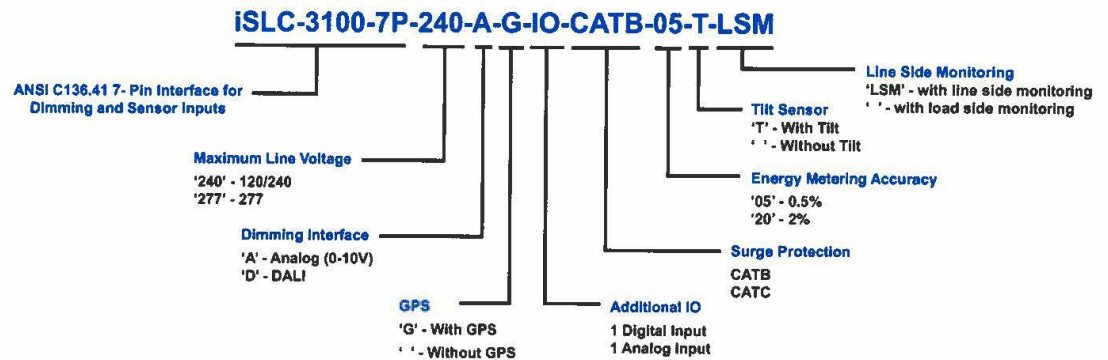 iSLC-3100-7P-240-A-G-IO-CATB-05-T-LSM
ANSI C136.41 7- Pin Interface for
Dimming and Sensor Inputs
Line Side Monitoring
'LSM' - with line side monitoring
' ' - with load side monitoring
Tilt Sensor
'T' - With Tilt
' ' - Without Tilt
Maximum Line Voltage
'240' - 120/240
'277' - 277
Energy Metering Accuracy
'05' - 0.5%
'20' - 2%
Dimming Interface
'A' - Analog (0-10V)
'D' - DALI
Surge Protection
CATB
CATC
GPS
'G' - With GPS
' ' - Without GPS
Additional IO
1 Digital Input
1 Analog Input